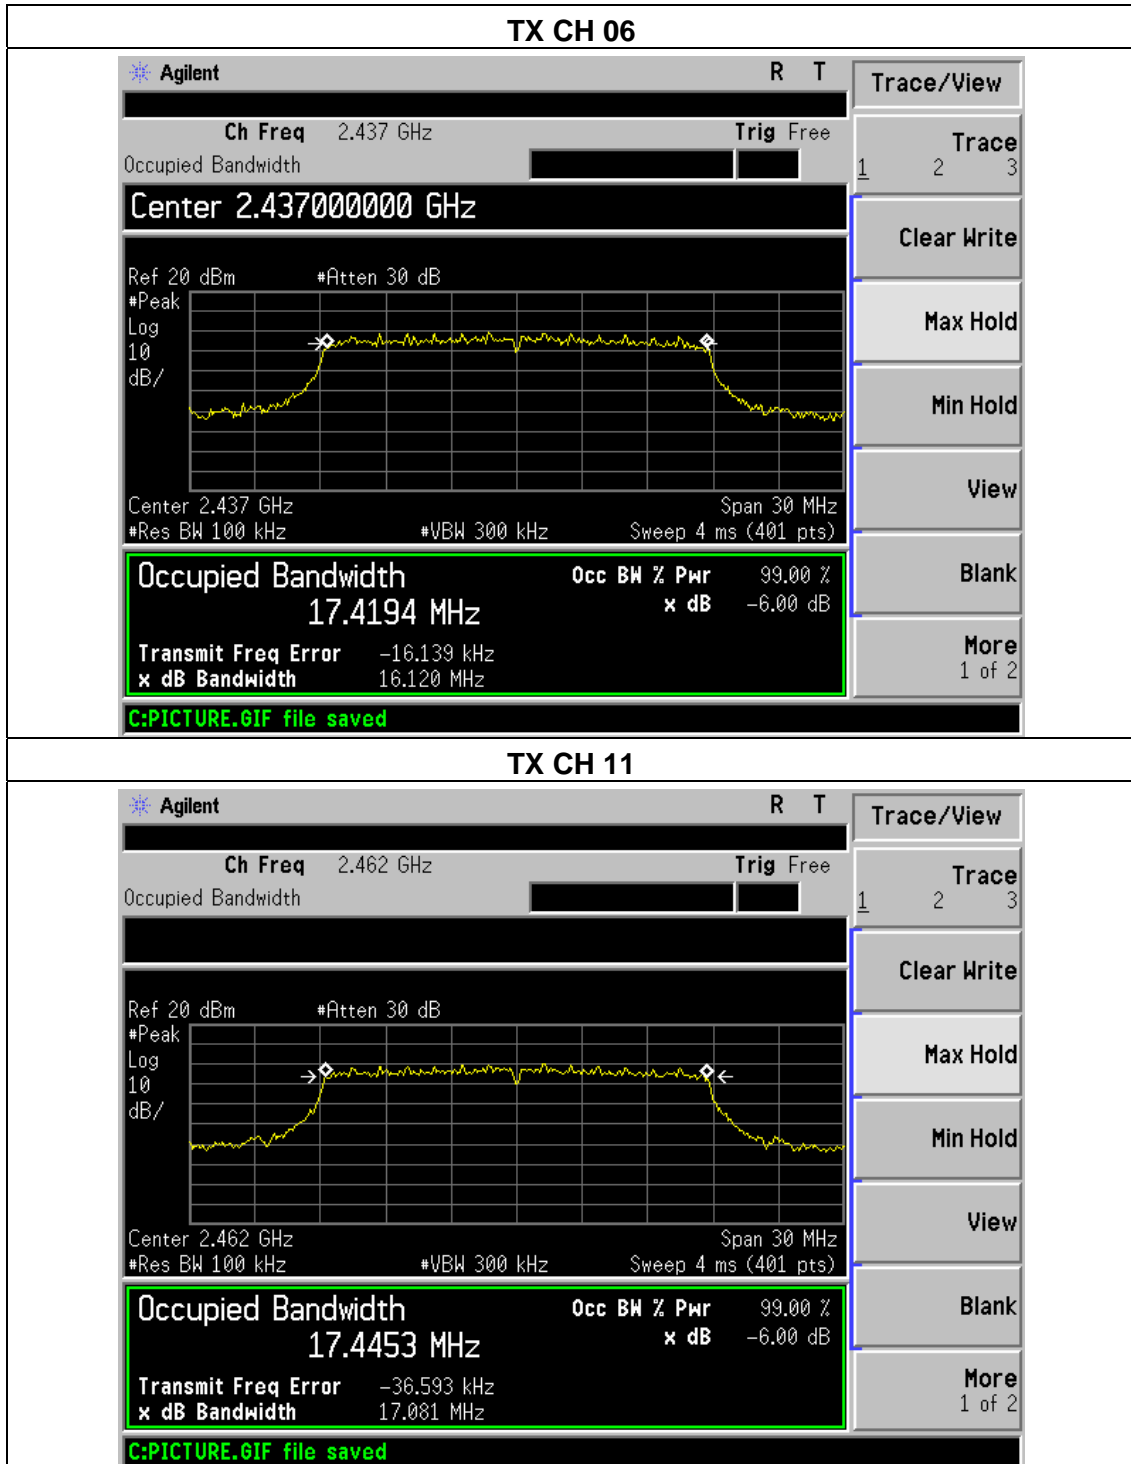 TX CH 06
Agilent R T
Trace/View
Ch Freq 2.437 GHz Trig Free
Occupied Bandwidth
Trace
1 2 3
Center 2.437000000 GHz
Clear Write
Ref 20 dBm #Atten 30 dB
#Peak
Log
10
dB/
Max Hold
Min Hold
View
Center 2.437 GHz Span 30 MHz
#Res BW 100 kHz #VBW 300 kHz Sweep 4 ms (401 pts)
Occupied Bandwidth Occ BW % Pwr 99.00 %
17.4194 MHz x dB -6.00 dB
Blank
Transmit Freq Error -16.139 kHz
x dB Bandwidth 16.120 MHz
More
1 of 2
C:PICTURE.GIF file saved
TX CH 11
Agilent R T
Trace/View
Ch Freq 2.462 GHz Trig Free
Occupied Bandwidth
Trace
1 2 3
Clear Write
Ref 20 dBm #Atten 30 dB
#Peak
Log
10
dB/
Max Hold
Min Hold
View
Center 2.462 GHz Span 30 MHz
#Res BW 100 kHz #VBW 300 kHz Sweep 4 ms (401 pts)
Occupied Bandwidth Occ BW % Pwr 99.00 %
17.4453 MHz x dB -6.00 dB
Blank
Transmit Freq Error -36.593 kHz
x dB Bandwidth 17.081 MHz
More
1 of 2
C:PICTURE.GIF file saved